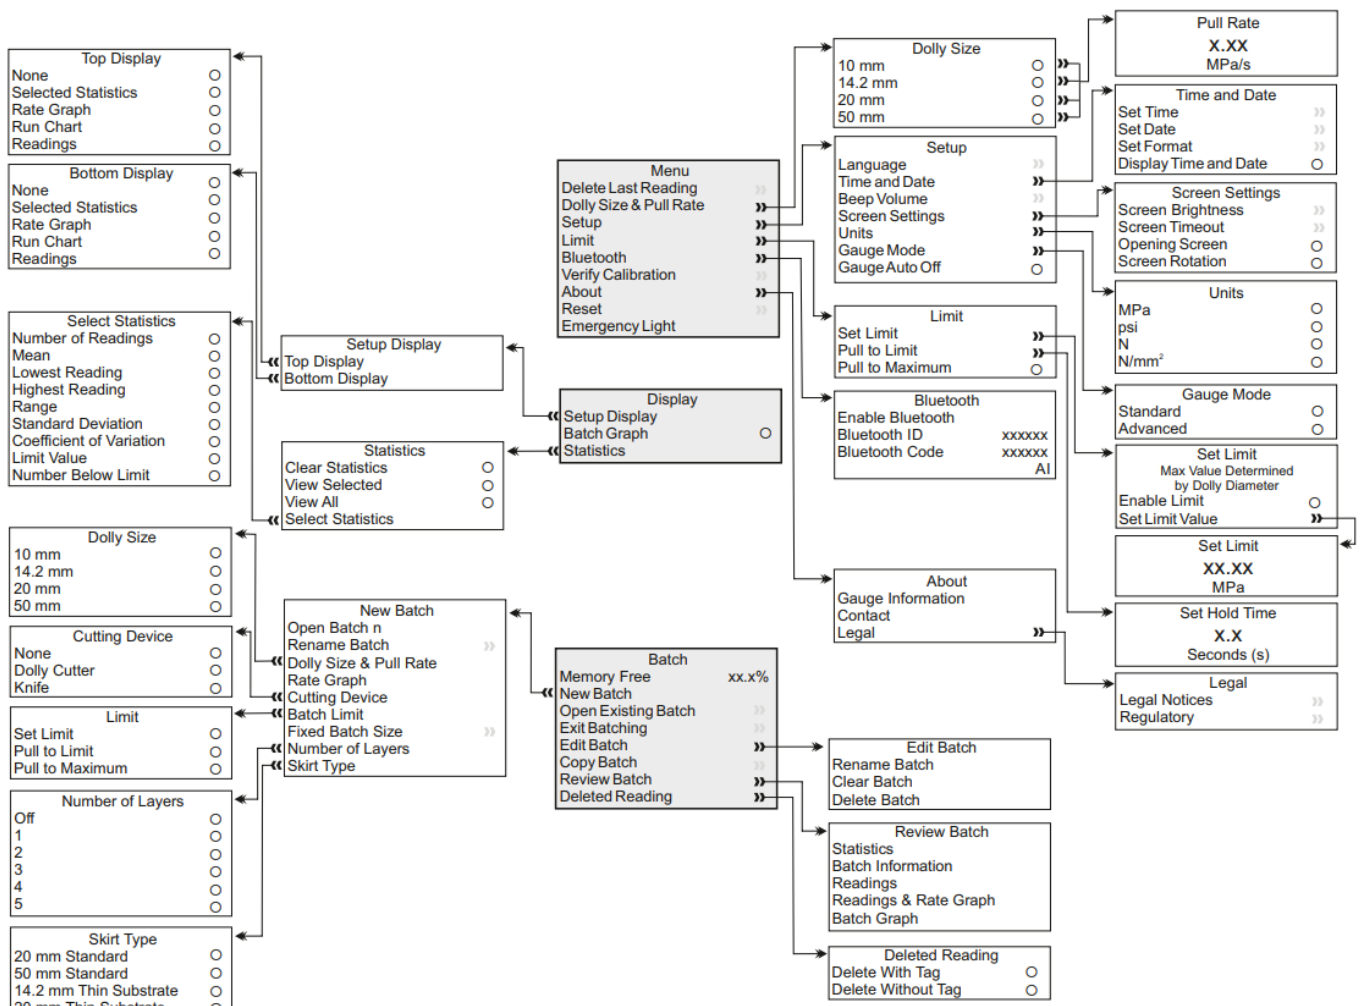 Top Display
None
Selected Statistics
Rate Graph
Run Chart
Readings
Bottom Display
None
Selected Statistics
Rate Graph
Run Chart
Readings
Select Statistics
Number of Readings
Mean
Lowest Reading
Highest Reading
Range
Standard Deviation
Coefficient of Variation
Limit Value
Number Below Limit
Dolly Size
10 mm
14.2 mm
20 mm
50 mm
Cutting Device
None
Dolly Cutter
Knife
Limit
Set Limit
Pull to Limit
Pull to Maximum
Number of Layers
Off
1
2
3
4
5
Skirt Type
20 mm Standard
50 mm Standard
14.2 mm Thin Substrate
20 mm Thin Substrate
Setup Display
Top Display
Bottom Display
Statistics
Clear Statistics
View Selected
View All
Select Statistics
New Batch
Open Batch n
Rename Batch
Dolly Size & Pull Rate
Rate Graph
Cutting Device
Batch Limit
Fixed Batch Size
Number of Layers
Skirt Type
Menu
Delete Last Reading
Dolly Size & Pull Rate
Setup
Limit
Bluetooth
Verify Calibration
About
Reset
Emergency Light
Display
Setup Display
Batch Graph
Statistics
Batch
Memory Free xx.x%
New Batch
Open Existing Batch
Exit Batching
Edit Batch
Copy Batch
Review Batch
Deleted Reading
Dolly Size
10 mm
14.2 mm
20 mm
50 mm
Setup
Language
Time and Date
Beep Volume
Screen Settings
Units
Gauge Mode
Gauge Auto Off
Limit
Set Limit
Pull to Limit
Pull to Maximum
Bluetooth
Enable Bluetooth
Bluetooth ID xxxxxx
Bluetooth Code xxxxxx
AI
About
Gauge Information
Contact
Legal
Edit Batch
Rename Batch
Clear Batch
Delete Batch
Review Batch
Statistics
Batch Information
Readings
Readings & Rate Graph
Batch Graph
Deleted Reading
Delete With Tag
Delete Without Tag
Pull Rate
X.XX
MPa/s
Time and Date
Set Time
Set Date
Set Format
Display Time and Date
Screen Settings
Screen Brightness
Screen Timeout
Opening Screen
Screen Rotation
Units
MPa
psi
N
N/mm²
Gauge Mode
Standard
Advanced
Set Limit
Max Value Determined
by Dolly Diameter
Enable Limit
Set Limit Value
Set Limit
XX.XX
MPa
Set Hold Time
X.X
Seconds (s)
Legal
Legal Notices
Regulatory